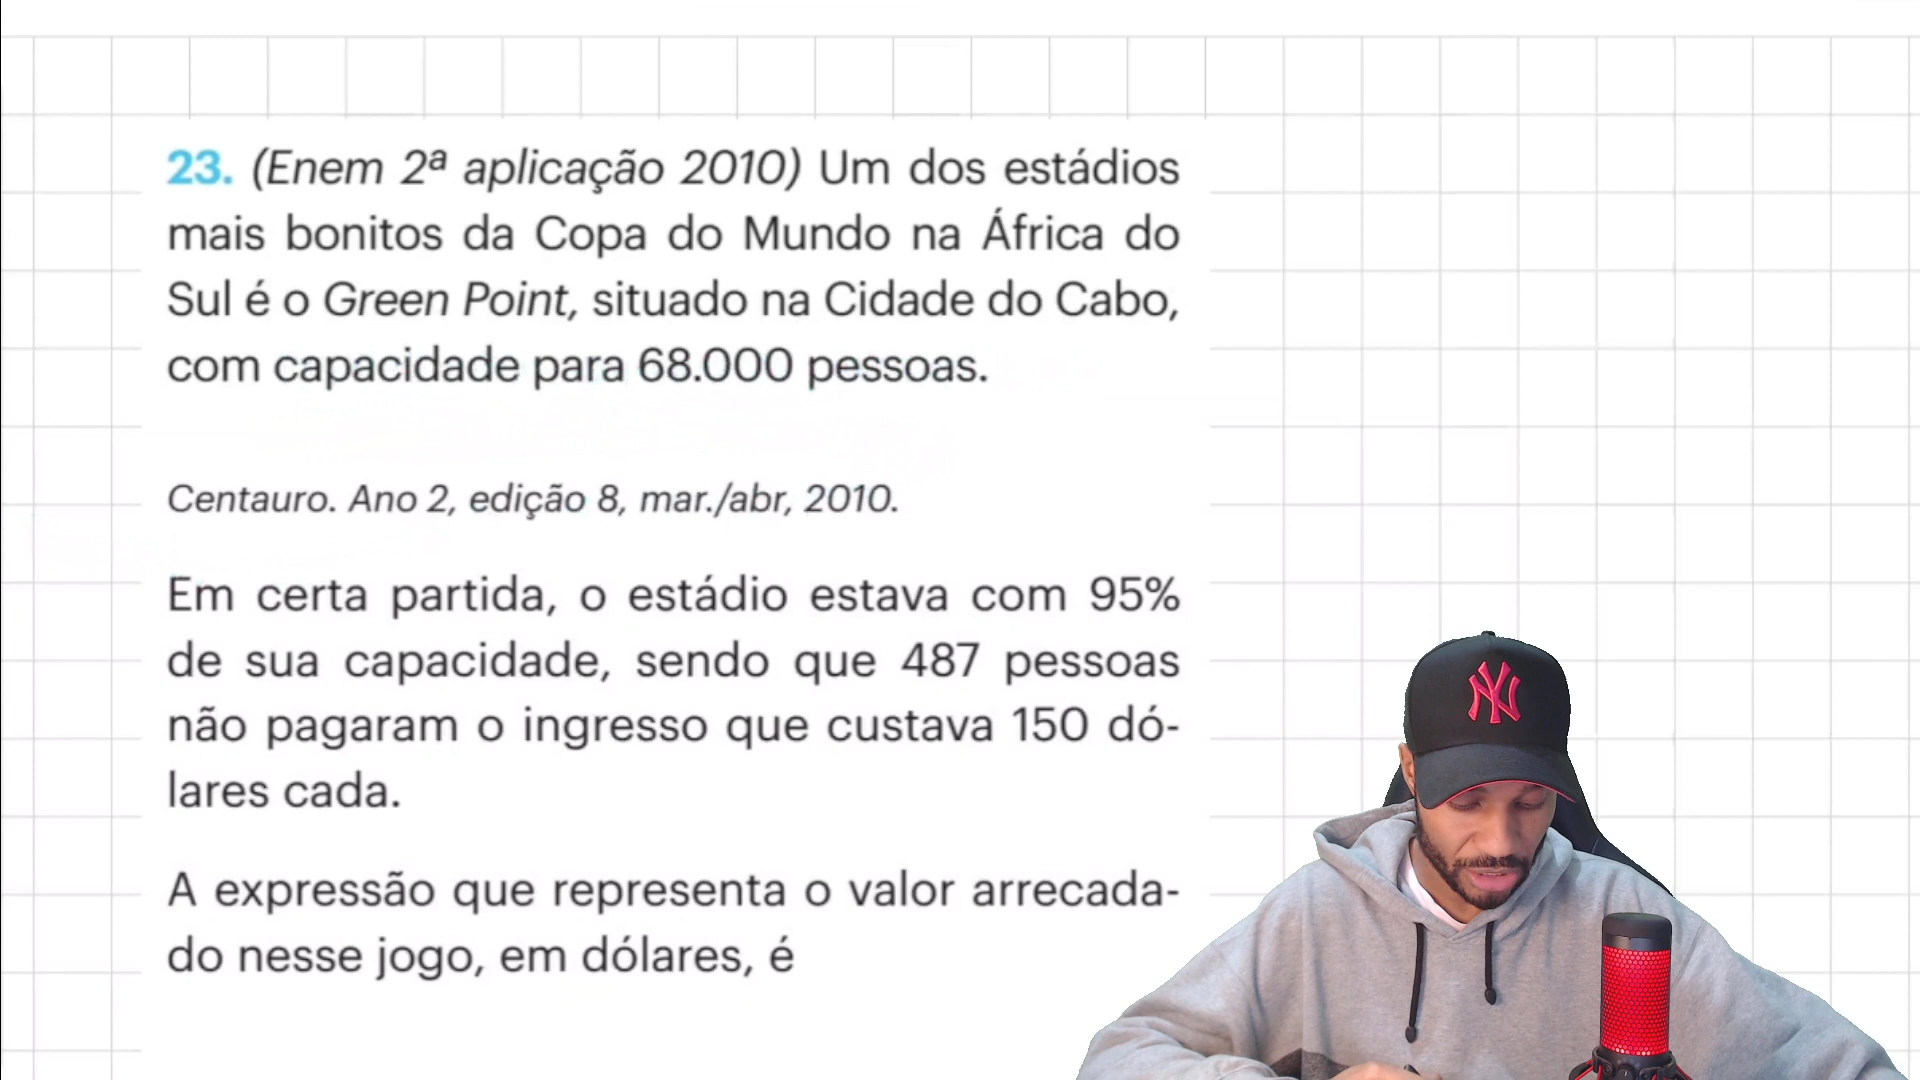 23. (Enem 2ª aplicação 2010) Um dos estádios
mais bonitos da Copa do Mundo na África do
Sul é o Green Point, situado na Cidade do Cabo,
com capacidade para 68.000 pessoas.
Centauro. Ano 2, edição 8, mar./abr, 2010.
Em certa partida, o estádio estava com 95%
de sua capacidade, sendo que 487 pessoas
não pagaram o ingresso que custava 150 dó-
lares cada.
A expressão que representa o valor arrecada-
do nesse jogo, em dólares, é
NY